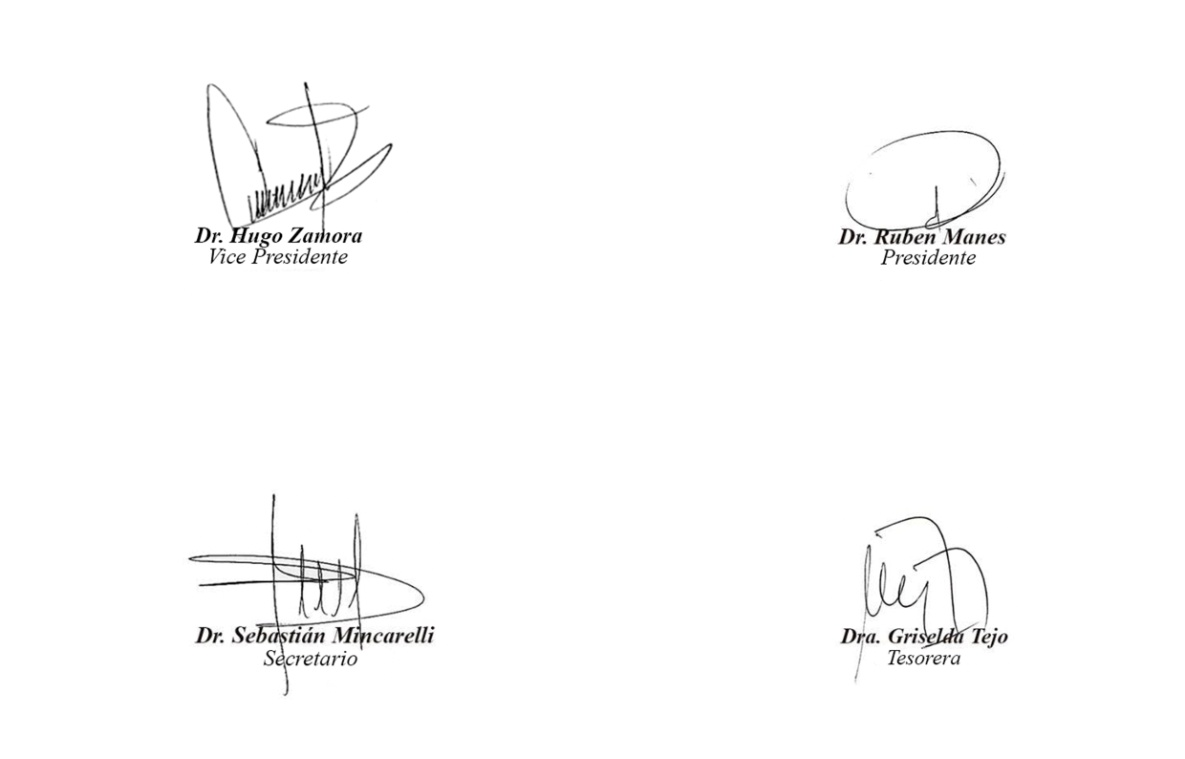 Dr. Hugo Zamora
Vice Presidente
Dr. Ruben Manes
Presidente
Dr. Sebastián Mincarelli
Secretario
Dra. Griselda Tejo
Tesorera